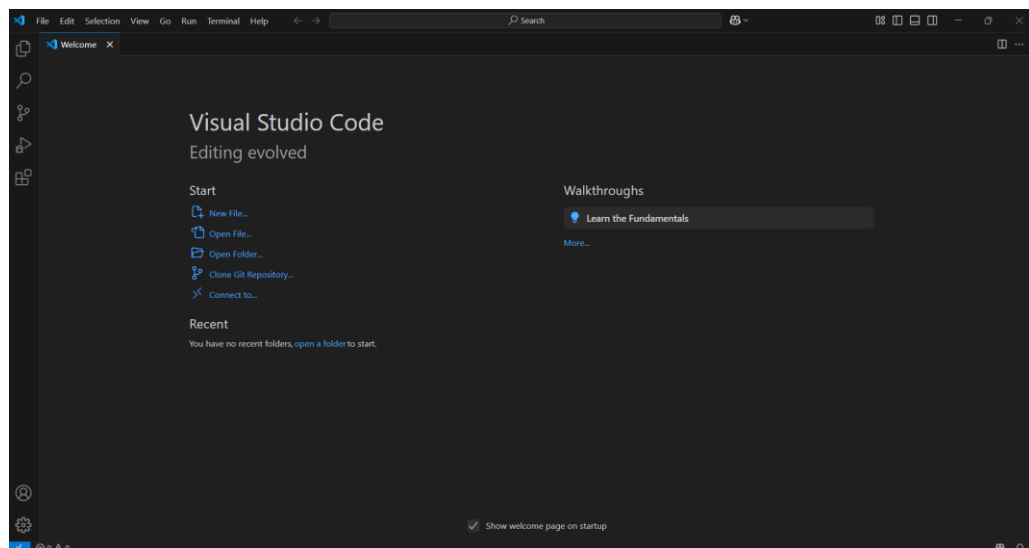 File Edit Selection View Go Run Terminal Help
Search
Welcome
Visual Studio Code
Editing evolved
Start
New File...
Open File...
Open Folder...
Clone Git Repository...
Connect to...
Recent
You have no recent folders, open a folder to start.
Walkthroughs
Learn the Fundamentals
More...
Show welcome page on startup